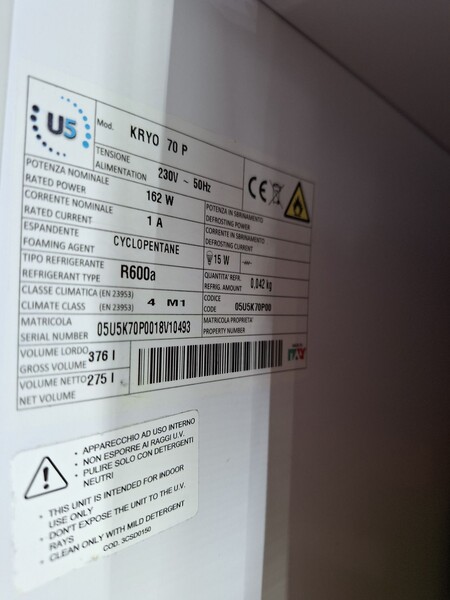 U5
Mod. KRYO 70 P
TENSIONE
ALIMENTATION 230V ~ 50Hz
CE
POTENZA NOMINALE
RATED POWER 162 W
POTENZA IN SBRINAMENTO
DEFROSTING POWER
CORRENTE NOMINALE
RATED CURRENT 1 A
CORRENTE IN SBRINAMENTO
DEFROSTING CURRENT
ESPANDENTE
FOAMING AGENT CYCLOPENTANE
15 W
TIPO REFRIGERANTE
REFRIGERANT TYPE R600a
QUANTITA' REFR.
REFRIG. AMOUNT 0,042 kg
CLASSE CLIMATICA (EN 23953)
CLIMATE CLASS (EN 23953) 4 M1
CODICE
CODE 05U5K70P00
MATRICOLA
SERIAL NUMBER 05U5K70P0018V10493
MATRICOLA PROPRIETA'
PROPERTY NUMBER
VOLUME LORDO
GROSS VOLUME 376 l
VOLUME NETTO
NET VOLUME 275 l
• APPARECCHIO AD USO INTERNO
• NON ESPORRE AI RAGGI U.V.
• PULIRE SOLO CON DETERGENTI
NEUTRI
• THIS UNIT IS INTENDED FOR INDOOR
USE ONLY
• DON'T EXPOSE THE UNIT TO THE U.V.
RAYS
• CLEAN ONLY WITH MILD DETERGENT
COD. 3CSD0150